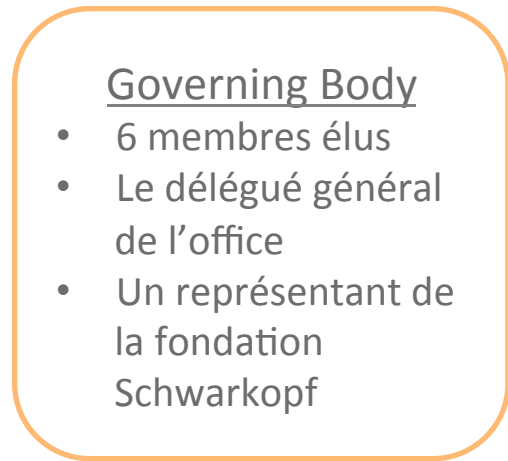 Governing Body
• 6 membres élus
• Le délégué général
de l’office
• Un représentant de
la fondation
Schwarkopf